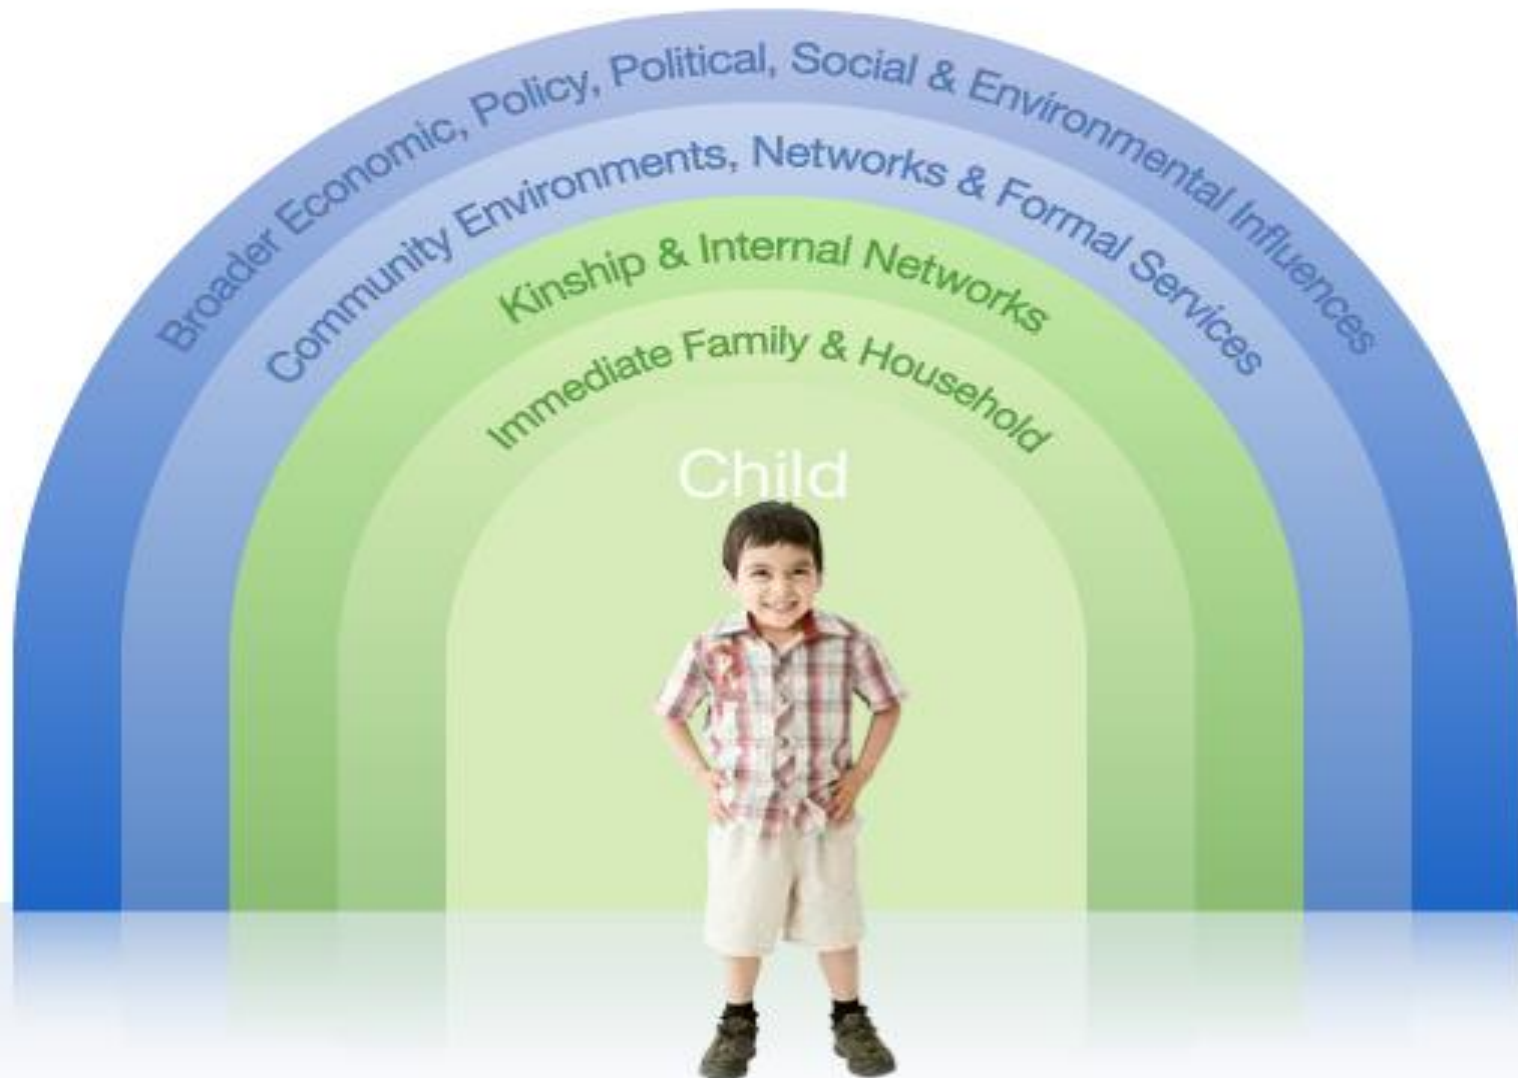 Broader Economic, Policy, Political, Social & Environmental Influences
Community Environments, Networks & Formal Services
Kinship & Internal Networks
Immediate Family & Household
Child